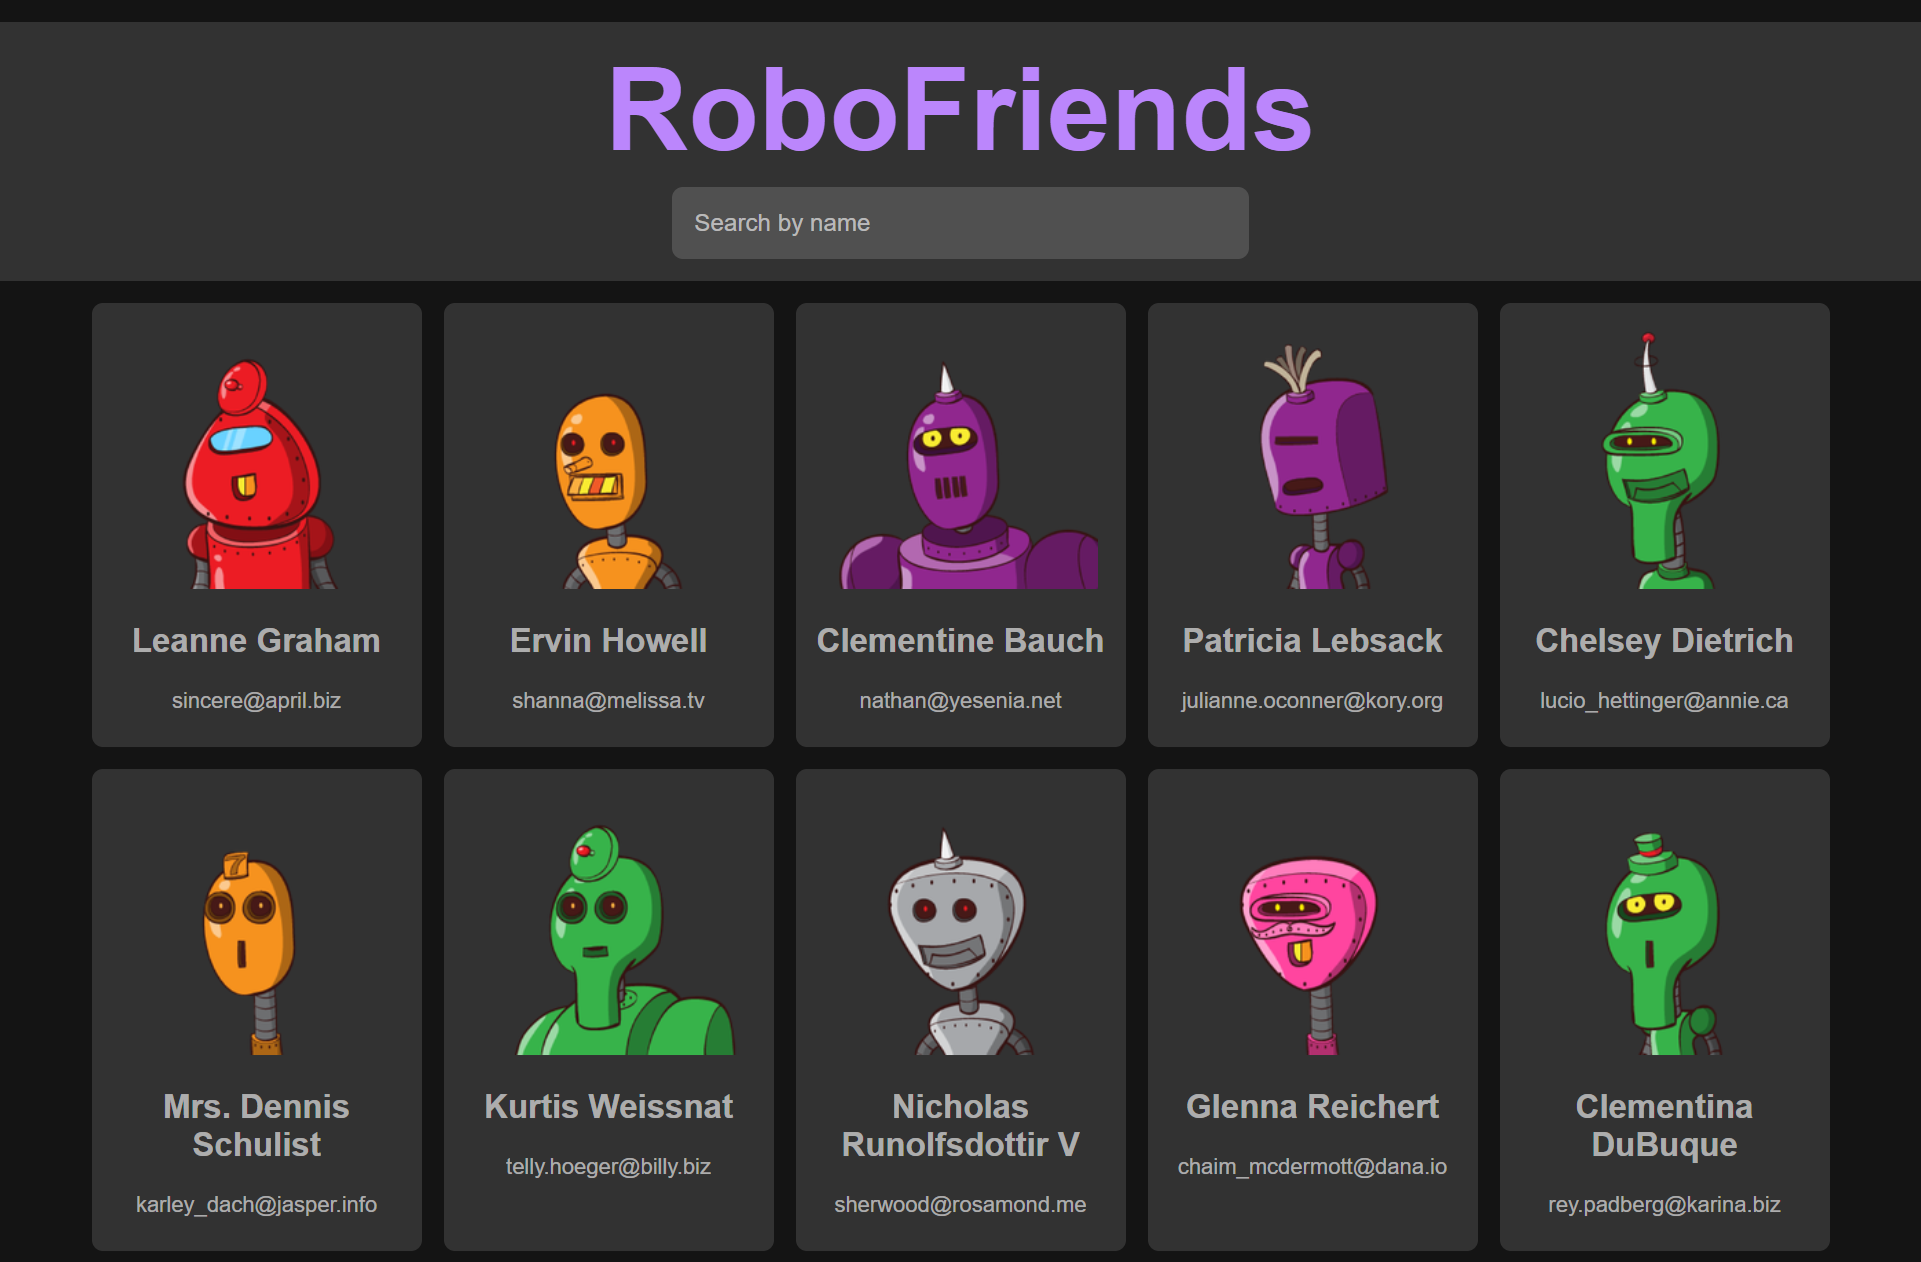 RoboFriends
Search by name
Leanne Graham
sincere@april.biz
Ervin Howell
shanna@melissa.tv
Clementine Bauch
nathan@yesenia.net
Patricia Lebsack
julianne.oconner@kory.org
Chelsey Dietrich
lucio_hettinger@annie.ca
7
Mrs. Dennis
Schulist
karley_dach@jasper.info
Kurtis Weissnat
telly.hoeger@billy.biz
Nicholas
Runolfsdottir V
sherwood@rosamond.me
Glenna Reichert
chaim_mcdermott@dana.io
Clementina
DuBuque
rey.padberg@karina.biz